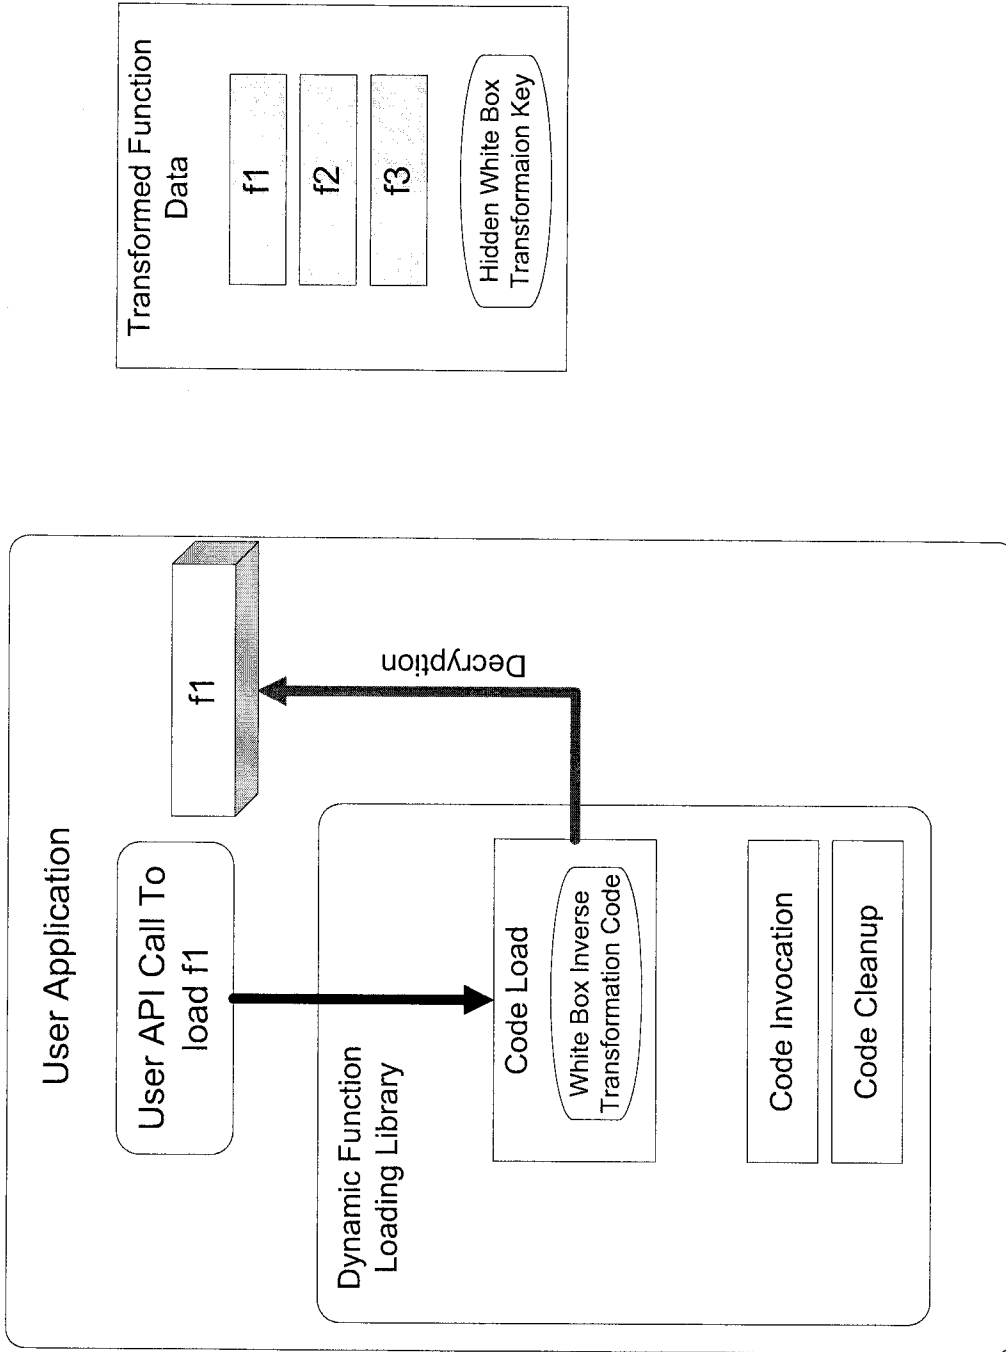 User Application
User API Call To
load f1
f1
Decryption
Dynamic Function
Loading Library
Code Load
White Box Inverse
Transformation Code
Code Invocation
Code Cleanup
Transformed Function
Data
f1
f2
f3
Hidden White Box
Transformaion Key